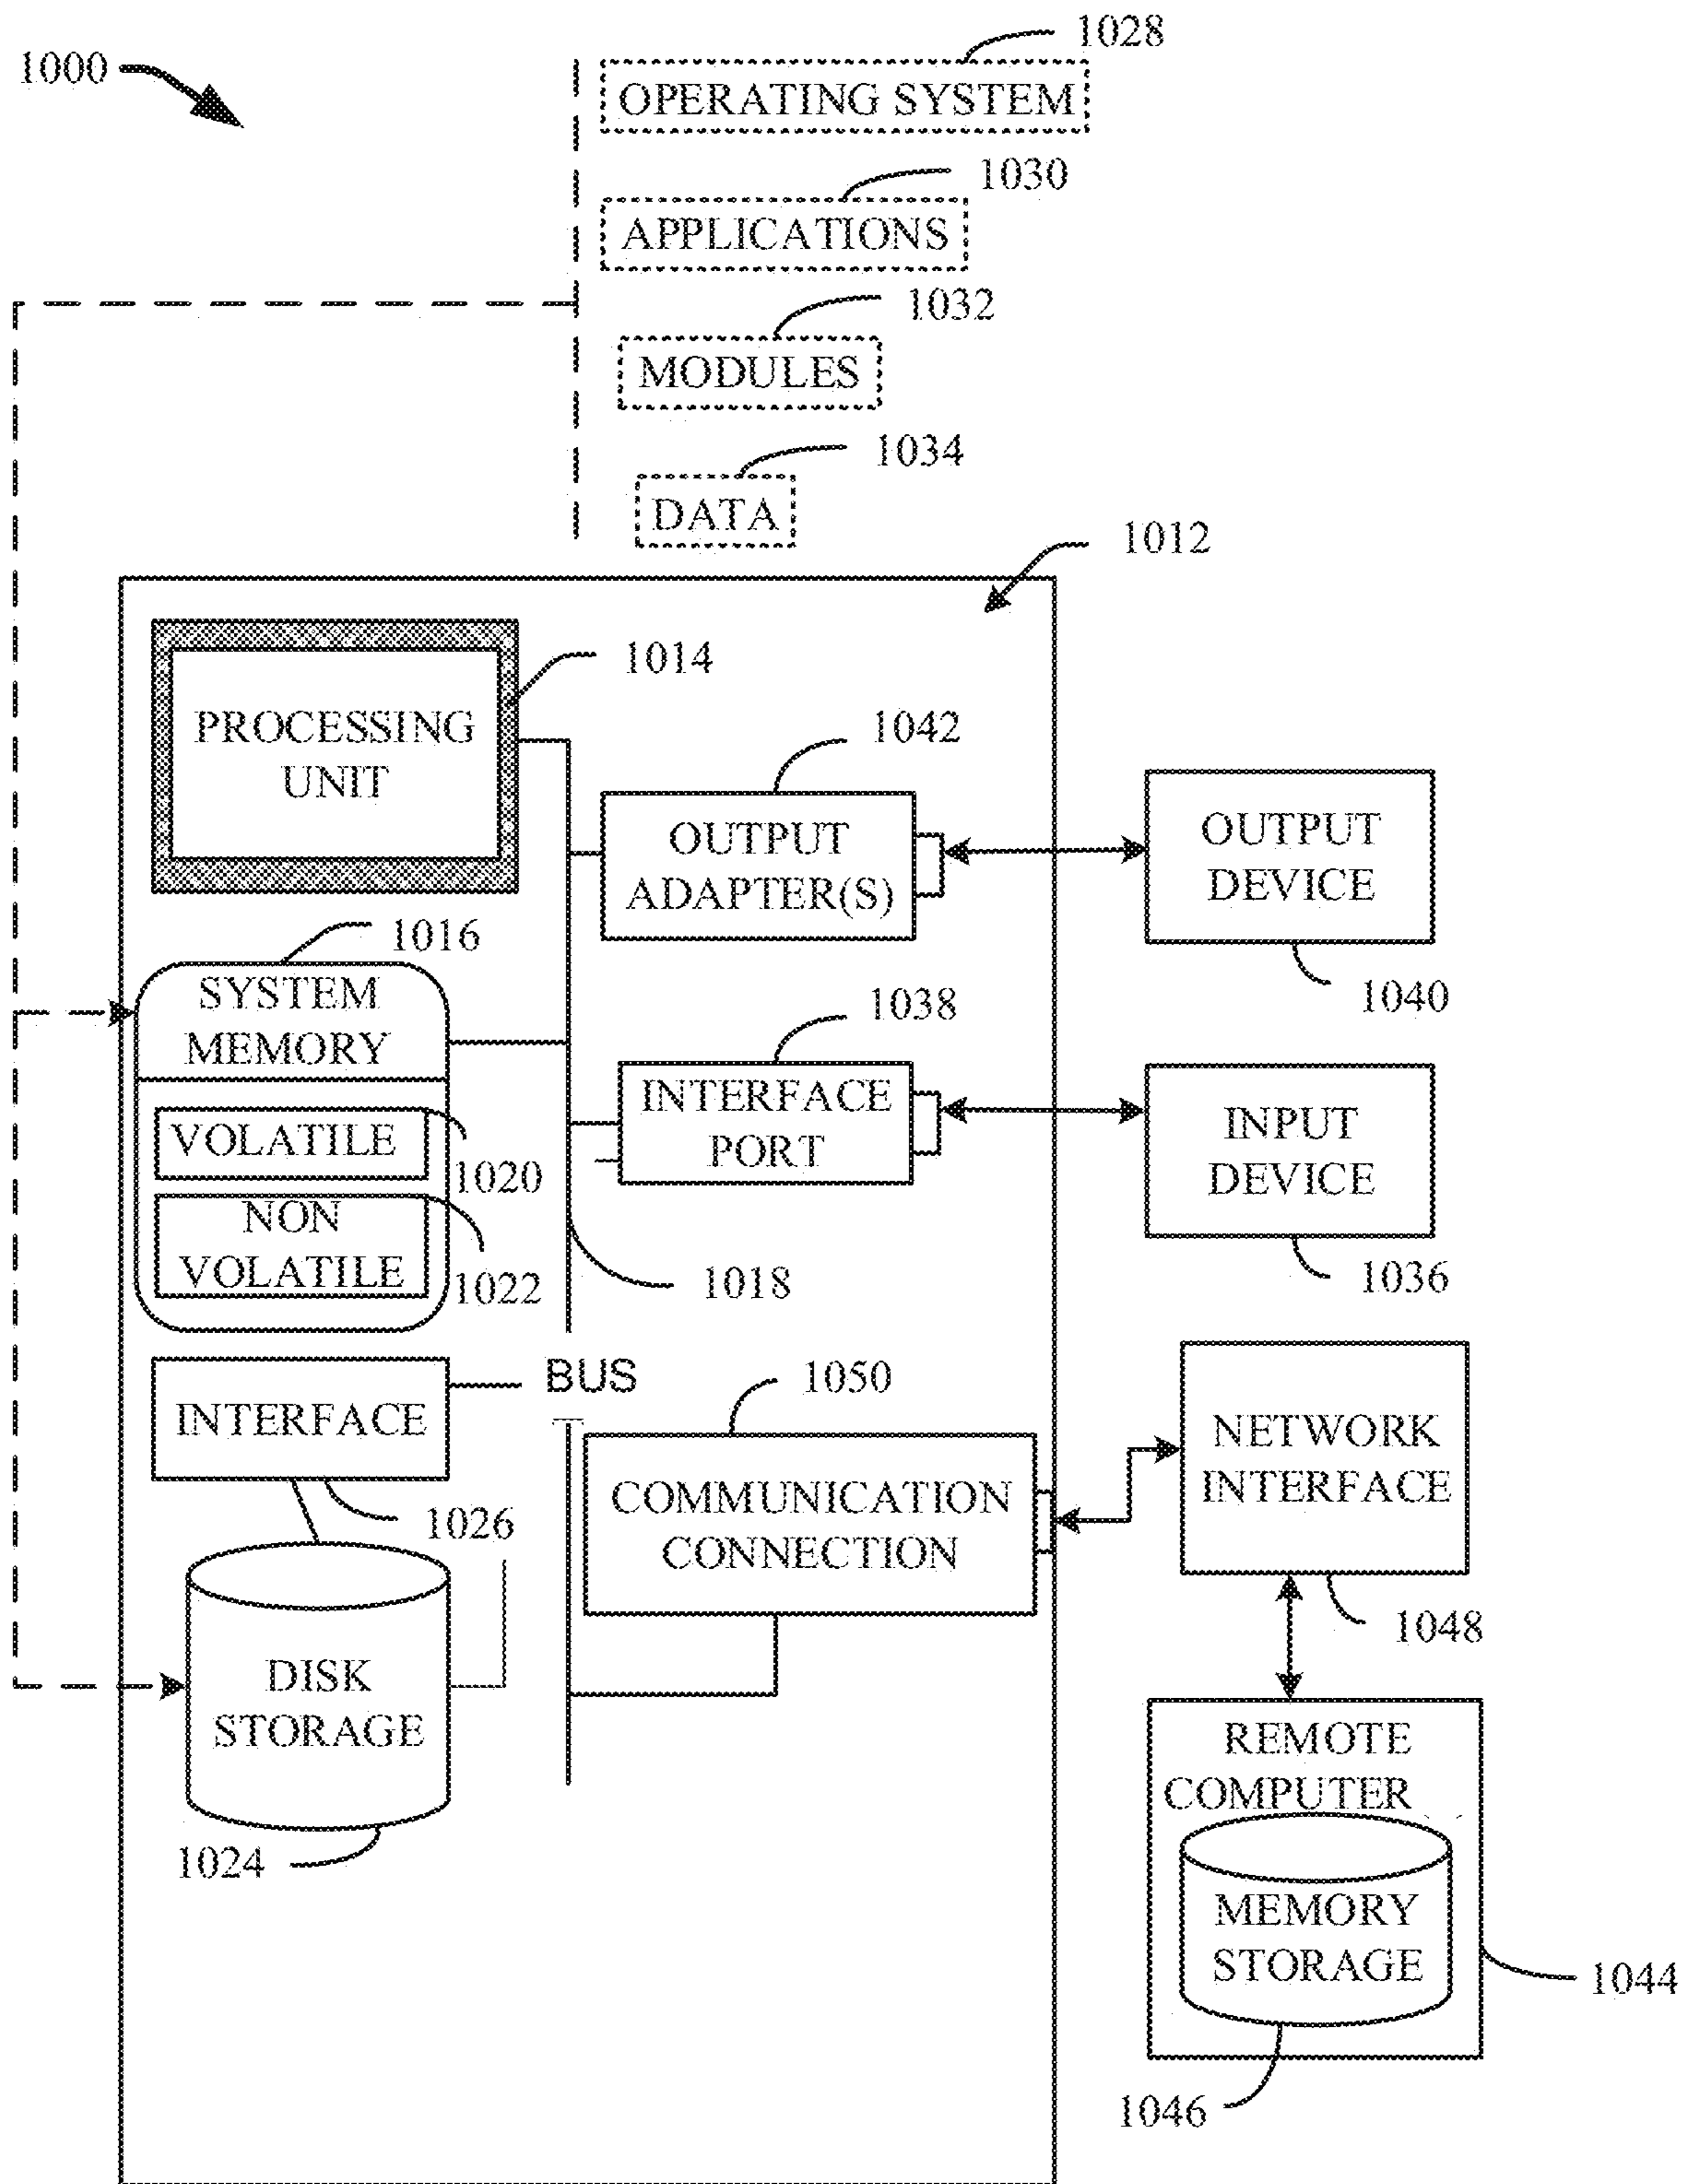 1028
1000
OPERATING SYSTEM
1030
APPLICATIONS
1032
MODULES
1034
DATA
1012
1014
PROCESSING
UNIT
1042
OUTPUT
ADAPTER(S)
OUTPUT
DEVICE
1040
1016
SYSTEM
MEMORY
VOLATILE
1020
NON
VOLATILE
1022
1038
INTERFACE
PORT
INPUT
DEVICE
1036
1018
BUS
INTERFACE
1026
1050
COMMUNICATION
CONNECTION
NETWORK
INTERFACE
1048
DISK
STORAGE
1024
REMOTE
COMPUTER
MEMORY
STORAGE
1044
1046